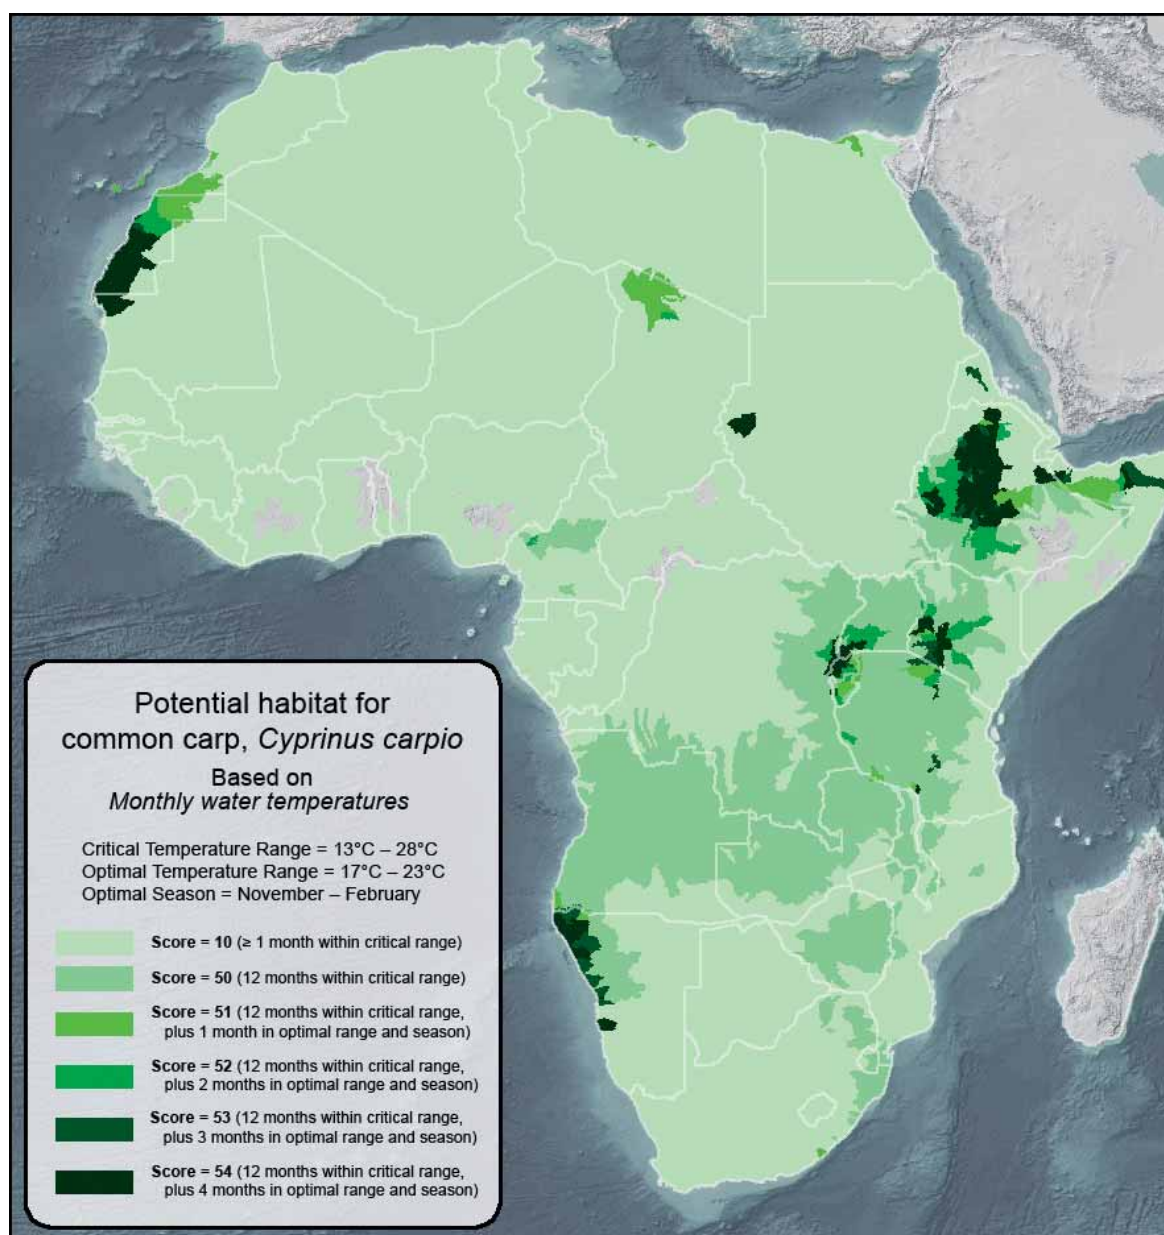 Potential habitat for
common carp, Cyprinus carpio
Based on
Monthly water temperatures
Critical Temperature Range = 13°C – 28°C
Optimal Temperature Range = 17°C – 23°C
Optimal Season = November – February
Score = 10 (≥ 1 month within critical range)
Score = 50 (12 months within critical range)
Score = 51 (12 months within critical range,
plus 1 month in optimal range and season)
Score = 52 (12 months within critical range,
plus 2 months in optimal range and season)
Score = 53 (12 months within critical range,
plus 3 months in optimal range and season)
Score = 54 (12 months within critical range,
plus 4 months in optimal range and season)